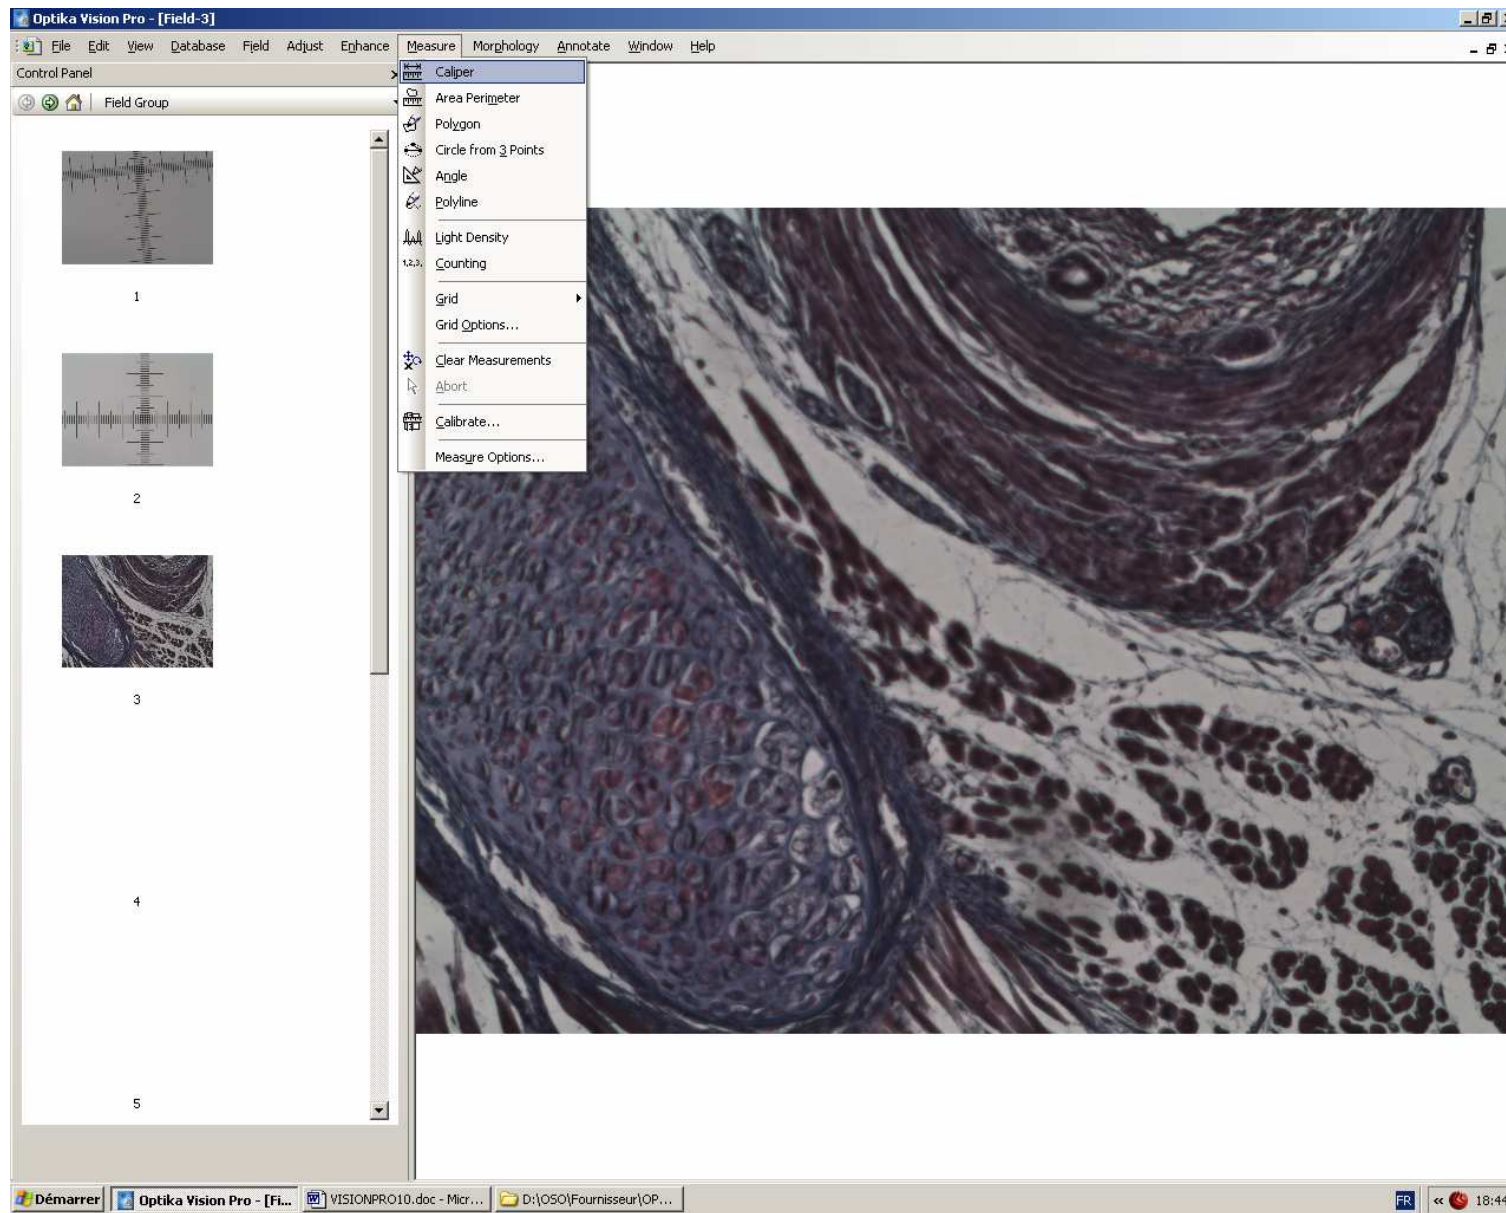 Optika Vision Pro - [Field-3]
File Edit View Database Field Adjust Enhance Measure Morphology Annotate Window Help
Control Panel
Field Group
1
2
3
4
5
Caliper
Area Perimeter
Polygon
Circle from 3 Points
Angle
Polyline
Light Density
1,2,3, Counting
Grid
Grid Options...
Clear Measurements
Abort
Calibrate...
Measure Options...
Démarrer Optika Vision Pro - [Fi... VISIONPRO10.doc - Micr... D:\OSO\Fournisseur\OP... FR « 18:44